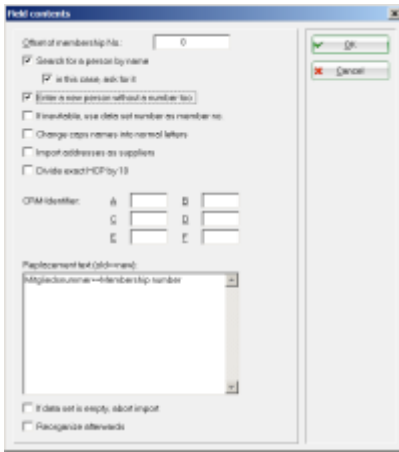 Field contents
Offset of membership No.: 0
Search for a person by name
in this case, ask for it
Enter a new person without a number too
If inevitable, use data set number as member no.
Change caps names into normal letters
Import addresses as suppliers
Divide exact HCP by 10
CRM-Identifier: A B
C D
E F
Replacement text (old=>new):
Mitgliedsnummer=>Membership number
If data set is empty, abort import
Reorganize afterwards
OK
Cancel